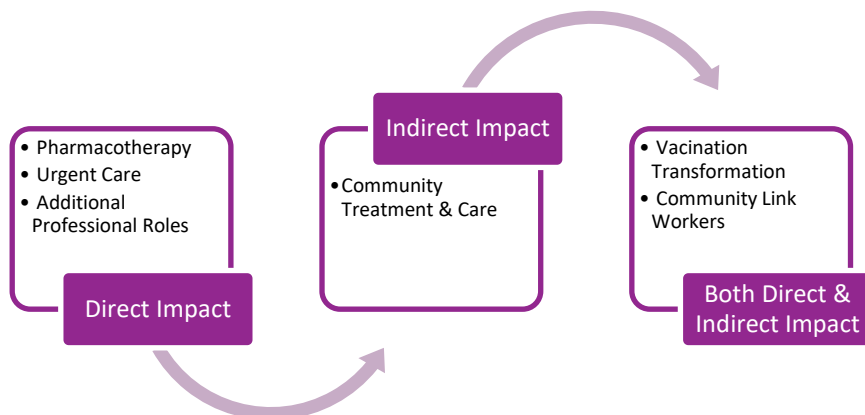 • Pharmacotherapy
• Urgent Care
• Additional
Professional Roles
Direct Impact
Indirect Impact
• Community
Treatment & Care
• Vacination
Transformation
• Community Link
Workers
Both Direct &
Indirect Impact